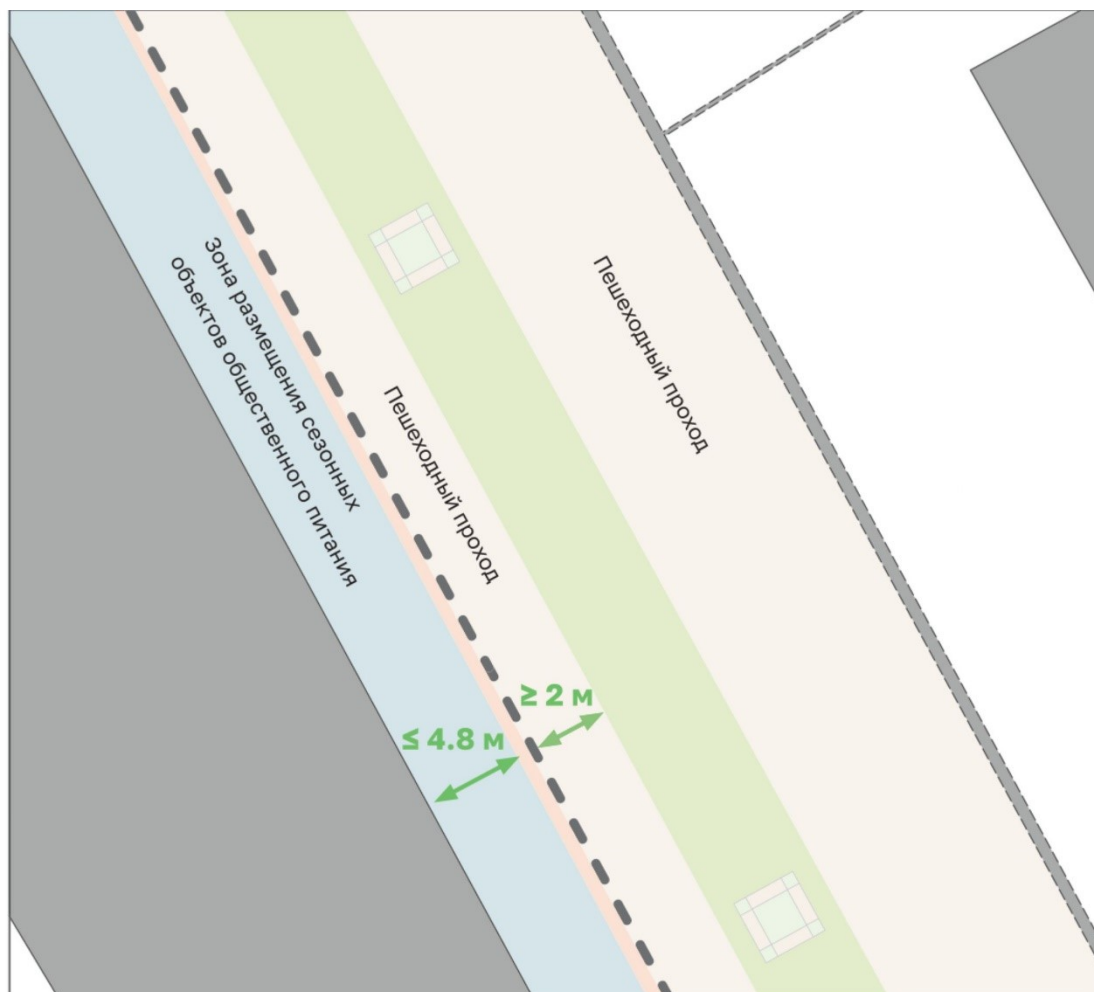 Зона размещения сезонных
объектов общественного питания
Пешеходный проход
Пешеходный проход
≥ 2 м
≤ 4.8 м